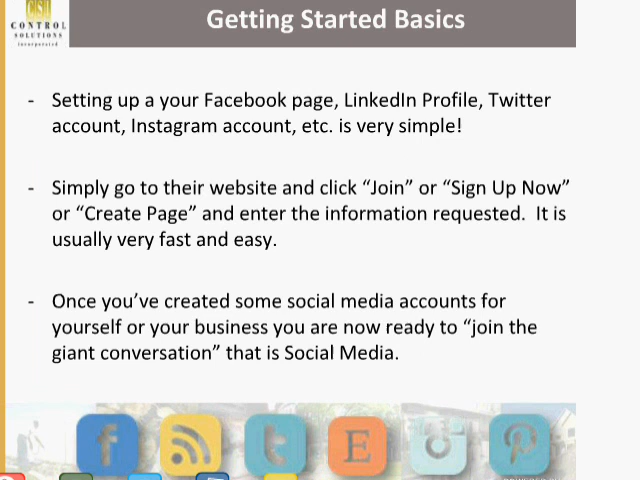 CSI
CONTROL
SOLUTIONS
Incorporated
Getting Started Basics
- Setting up a your Facebook page, LinkedIn Profile, Twitter
account, Instagram account, etc. is very simple!
- Simply go to their website and click “Join” or “Sign Up Now”
or “Create Page” and enter the information requested.  It is
usually very fast and easy.
- Once you’ve created some social media accounts for
yourself or your business you are now ready to “join the
giant conversation” that is Social Media.
f
t
E